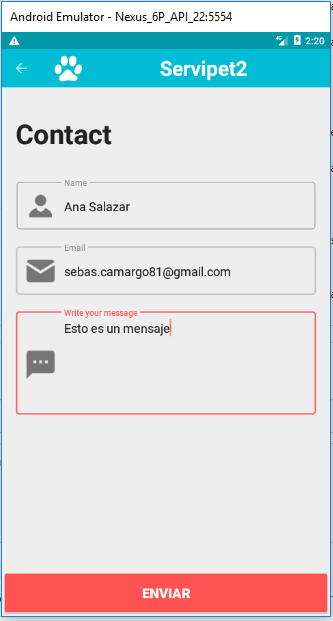 Android Emulator - Nexus_6P_API_22:5554
4G 2:20
Servipet2
Contact
Name
Ana Salazar
Email
sebas.camargo81@gmail.com
Write your message
Esto es un mensaje
ENVIAR